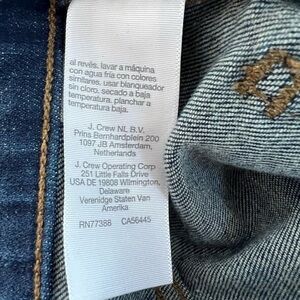 al revés. lavar a máquina
con agua fría con colores
similares. usar blanqueador
sin cloro. secado a baja
temperatura. planchar a
temperatura baja.
J. Crew NL B.V.
Prins Bernhardplein 200
1097 JB Amsterdam,
Netherlands
J. Crew Operating Corp
251 Little Falls Drive
USA DE 19808 Wilmington,
Delaware
Verenidge Staten Van
Amerika
RN77388 CA56445